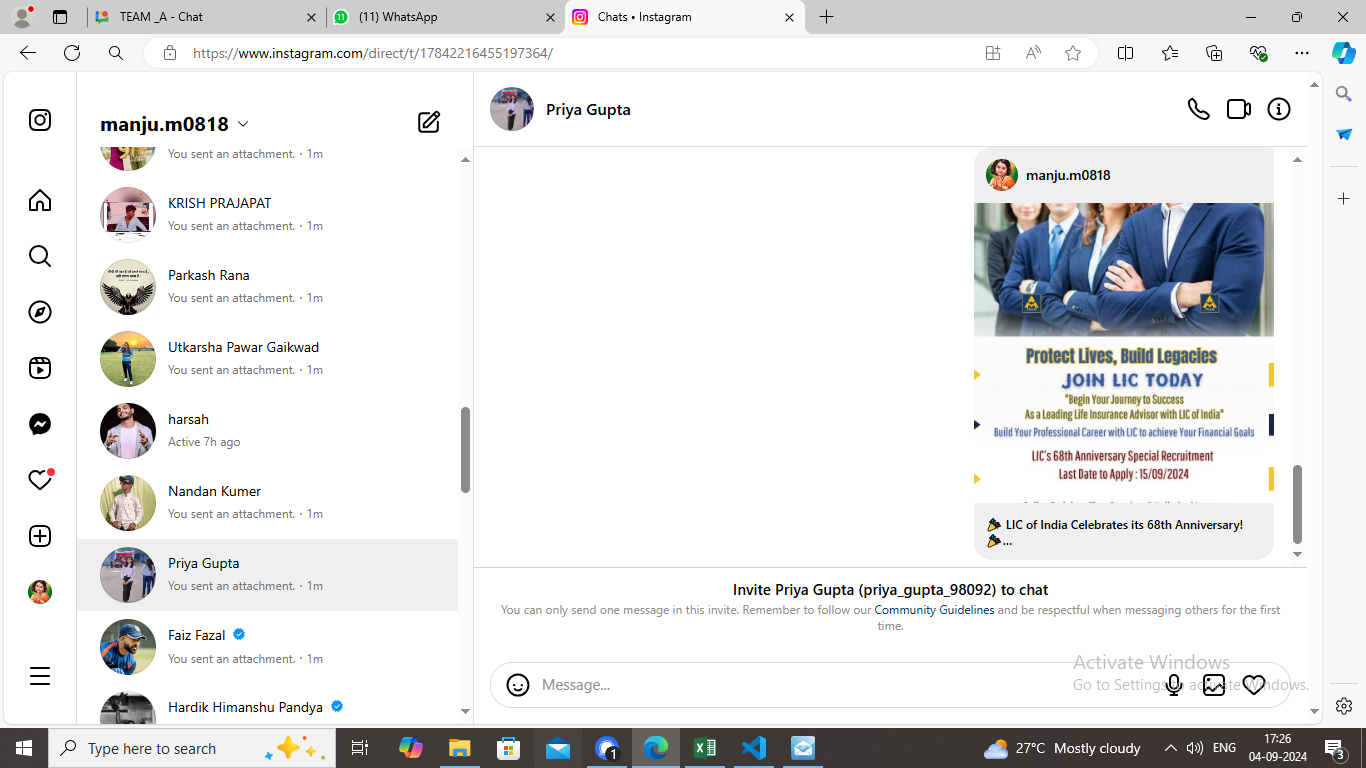 TEAM _A - Chat
(11) WhatsApp
Chats • Instagram
https://www.instagram.com/direct/t/17842216455197364/
manju.m0818
You sent an attachment. · 1m
KRISH PRAJAPAT
You sent an attachment. · 1m
Parkash Rana
You sent an attachment. · 1m
Utkarsha Pawar Gaikwad
You sent an attachment. · 1m
harsah
Active 7h ago
Nandan Kumer
You sent an attachment. · 1m
Priya Gupta
You sent an attachment. · 1m
Faiz Fazal
You sent an attachment. · 1m
Hardik Himanshu Pandya
Priya Gupta
manju.m0818
Protect Lives, Build Legacies
JOIN LIC TODAY
"Begin Your Journey to Success
As a Leading Life Insurance Advisor with LIC of India"
Build Your Professional Career with LIC to achieve Your Financial Goals
LIC's 68th Anniversary Special Recruitment
Last Date to Apply : 15/09/2024
LIC of India Celebrates its 68th Anniversary!
...
Invite Priya Gupta (priya_gupta_98092) to chat
You can only send one message in this invite. Remember to follow our Community Guidelines and be respectful when messaging others for the first
time.
Message...
Activate Windows
Go to Settings to activate Windows.
Type here to search
1
27°C Mostly cloudy
ENG
17:26
04-09-2024
3